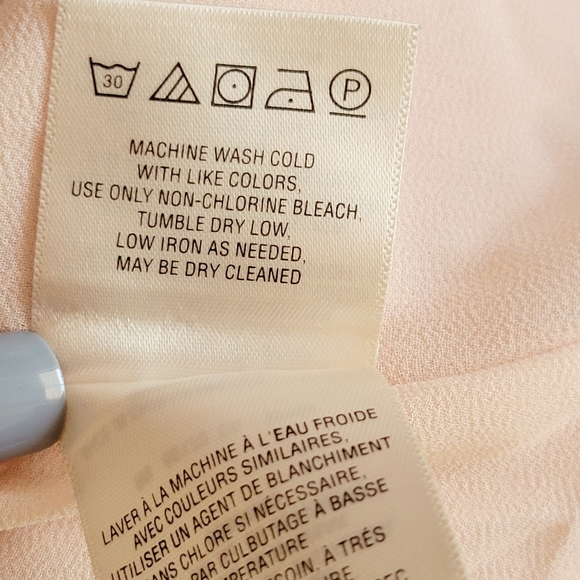 30 P
MACHINE WASH COLD
WITH LIKE COLORS,
USE ONLY NON-CHLORINE BLEACH,
TUMBLE DRY LOW,
LOW IRON AS NEEDED,
MAY BE DRY CLEANED
LAVER À LA MACHINE À L'EAU FROIDE
AVEC COULEURS SIMILAIRES,
UTILISER UN AGENT DE BLANCHIMENT
SANS CHLORE SI NÉCESSAIRE,
PAR CULBUTAGE À BASSE
À TRÉS